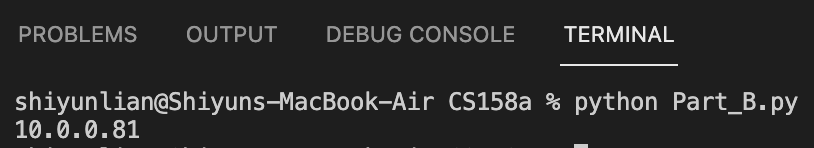 PROBLEMS OUTPUT DEBUG CONSOLE TERMINAL
shiyunlian@Shiyuns-MacBook-Air CS158a % python Part_B.py
10.0.0.81